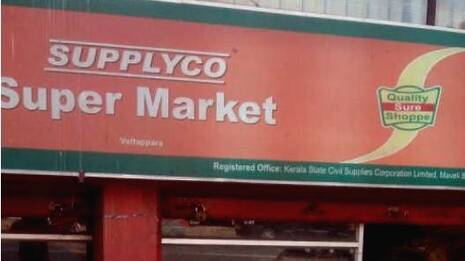 SUPPLYCO
Super Market
Quality
Sure
Shoppe
Vattappara
Registered Office: Kerala State Civil Supplies Corporation Limited, Maveli